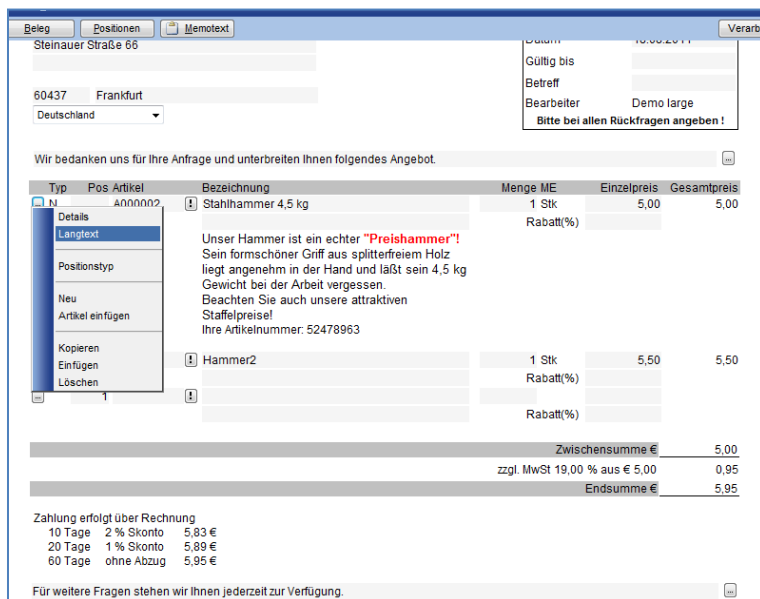 Beleg Positionen Memotext Verarb
Steinauer Straße 66
Gültig bis
Betreff
60437 Frankfurt
Bearbeiter Demo large
Deutschland
Bitte bei allen Rückfragen angeben !
Wir bedanken uns für Ihre Anfrage und unterbreiten Ihnen folgendes Angebot. ...
Typ Pos Artikel Bezeichnung Menge ME Einzelpreis Gesamtpreis
N A000002 ! Stahlhammer 4,5 kg 1 Stk 5,00 5,00
Details
Rabatt(%)
Langtext
Positionstyp
Neu
Artikel einfügen
Kopieren
Einfügen
Löschen
Unser Hammer ist ein echter "Preishammer"!
Sein formschöner Griff aus splitterfreiem Holz
liegt angenehm in der Hand und läßt sein 4,5 kg
Gewicht bei der Arbeit vergessen.
Beachten Sie auch unsere attraktiven
Staffelpreise!
Ihre Artikelnummer: 52478963
! Hammer2 1 Stk 5,50 5,50
Rabatt(%)
... 1 !
Rabatt(%)
Zwischensumme € 5,00
zzgl. MwSt 19,00 % aus € 5,00 0,95
Endsumme € 5,95
Zahlung erfolgt über Rechnung
10 Tage 2 % Skonto 5,83 €
20 Tage 1 % Skonto 5,89 €
60 Tage ohne Abzug 5,95 €
Für weitere Fragen stehen wir Ihnen jederzeit zur Verfügung. ...